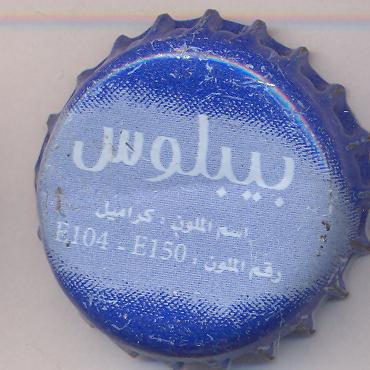 بيبلوس
اسم الملون : كراميل
رقم الملون : E104 - E150